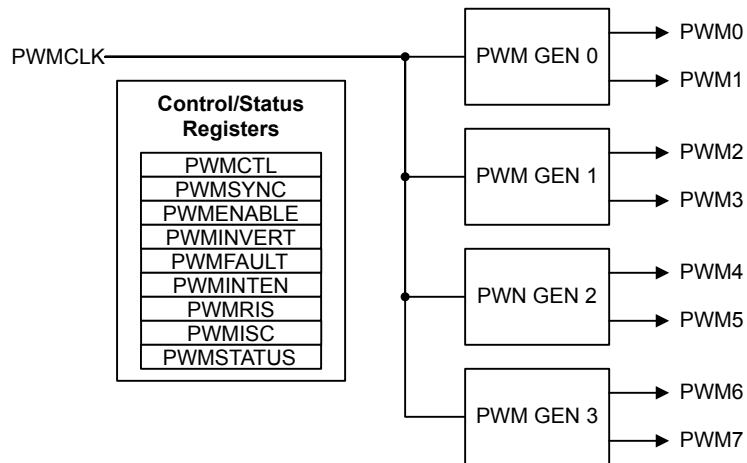 PWMCLK
Control/Status
Registers
PWMCTL
PWMSYNC
PWMENABLE
PWMINVERT
PWMFAULT
PWMINTEN
PWMRIS
PWMISC
PWMSTATUS
PWM GEN 0
PWM0
PWM1
PWM GEN 1
PWM2
PWM3
PWN GEN 2
PWM4
PWM5
PWM GEN 3
PWM6
PWM7